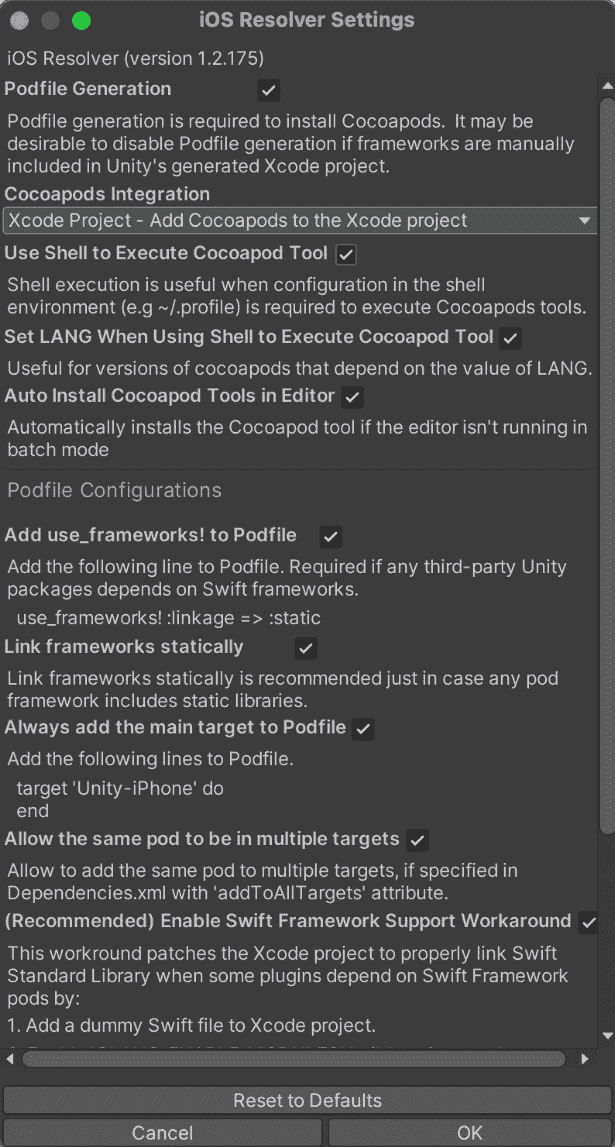 iOS Resolver Settings
iOS Resolver (version 1.2.175)
Podfile Generation
Podfile generation is required to install Cocoapods.  It may be
desirable to disable Podfile generation if frameworks are manually
included in Unity's generated Xcode project.
Cocoapods Integration
Xcode Project - Add Cocoapods to the Xcode project
Use Shell to Execute Cocoapod Tool
Shell execution is useful when configuration in the shell
environment (e.g ~/.profile) is required to execute Cocoapods tools.
Set LANG When Using Shell to Execute Cocoapod Tool
Useful for versions of cocoapods that depend on the value of LANG.
Auto Install Cocoapod Tools in Editor
Automatically installs the Cocoapod tool if the editor isn't running in
batch mode
Podfile Configurations
Add use_frameworks! to Podfile
Add the following line to Podfile. Required if any third-party Unity
packages depends on Swift frameworks.
use_frameworks! :linkage => :static
Link frameworks statically
Link frameworks statically is recommended just in case any pod
framework includes static libraries.
Always add the main target to Podfile
Add the following lines to Podfile.
target 'Unity-iPhone' do
end
Allow the same pod to be in multiple targets
Allow to add the same pod to multiple targets, if specified in
Dependencies.xml with 'addToAllTargets' attribute.
(Recommended) Enable Swift Framework Support Workaround
This workround patches the Xcode project to properly link Swift
Standard Library when some plugins depend on Swift Framework
pods by:
1. Add a dummy Swift file to Xcode project.
Reset to Defaults
Cancel
OK